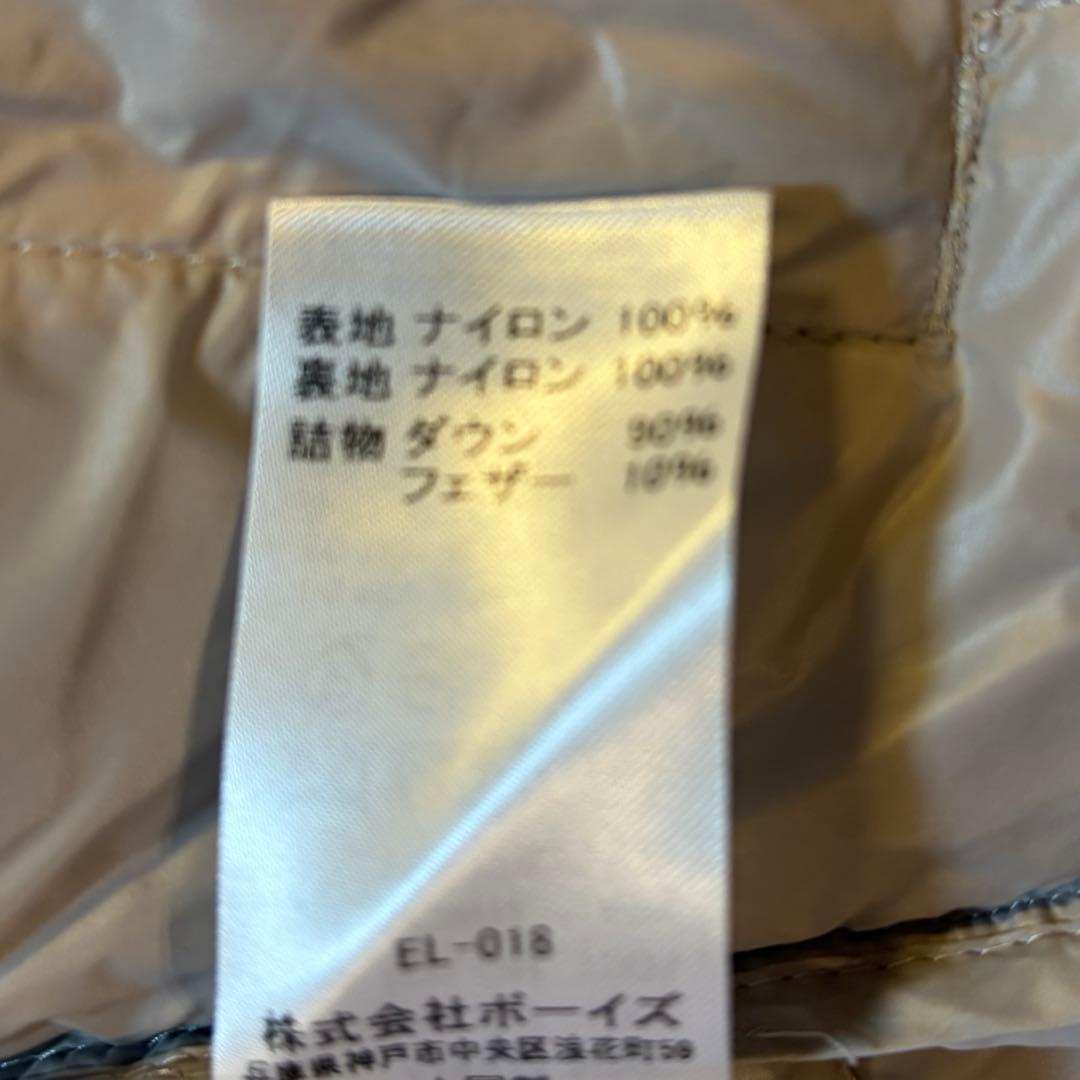 表地 ナイロン 100%
裏地 ナイロン 100%
詰物 ダウン 90%
フェザー 10%
EL-018
株式会社ボーイズ
兵庫県神戸市中央区浪花町59